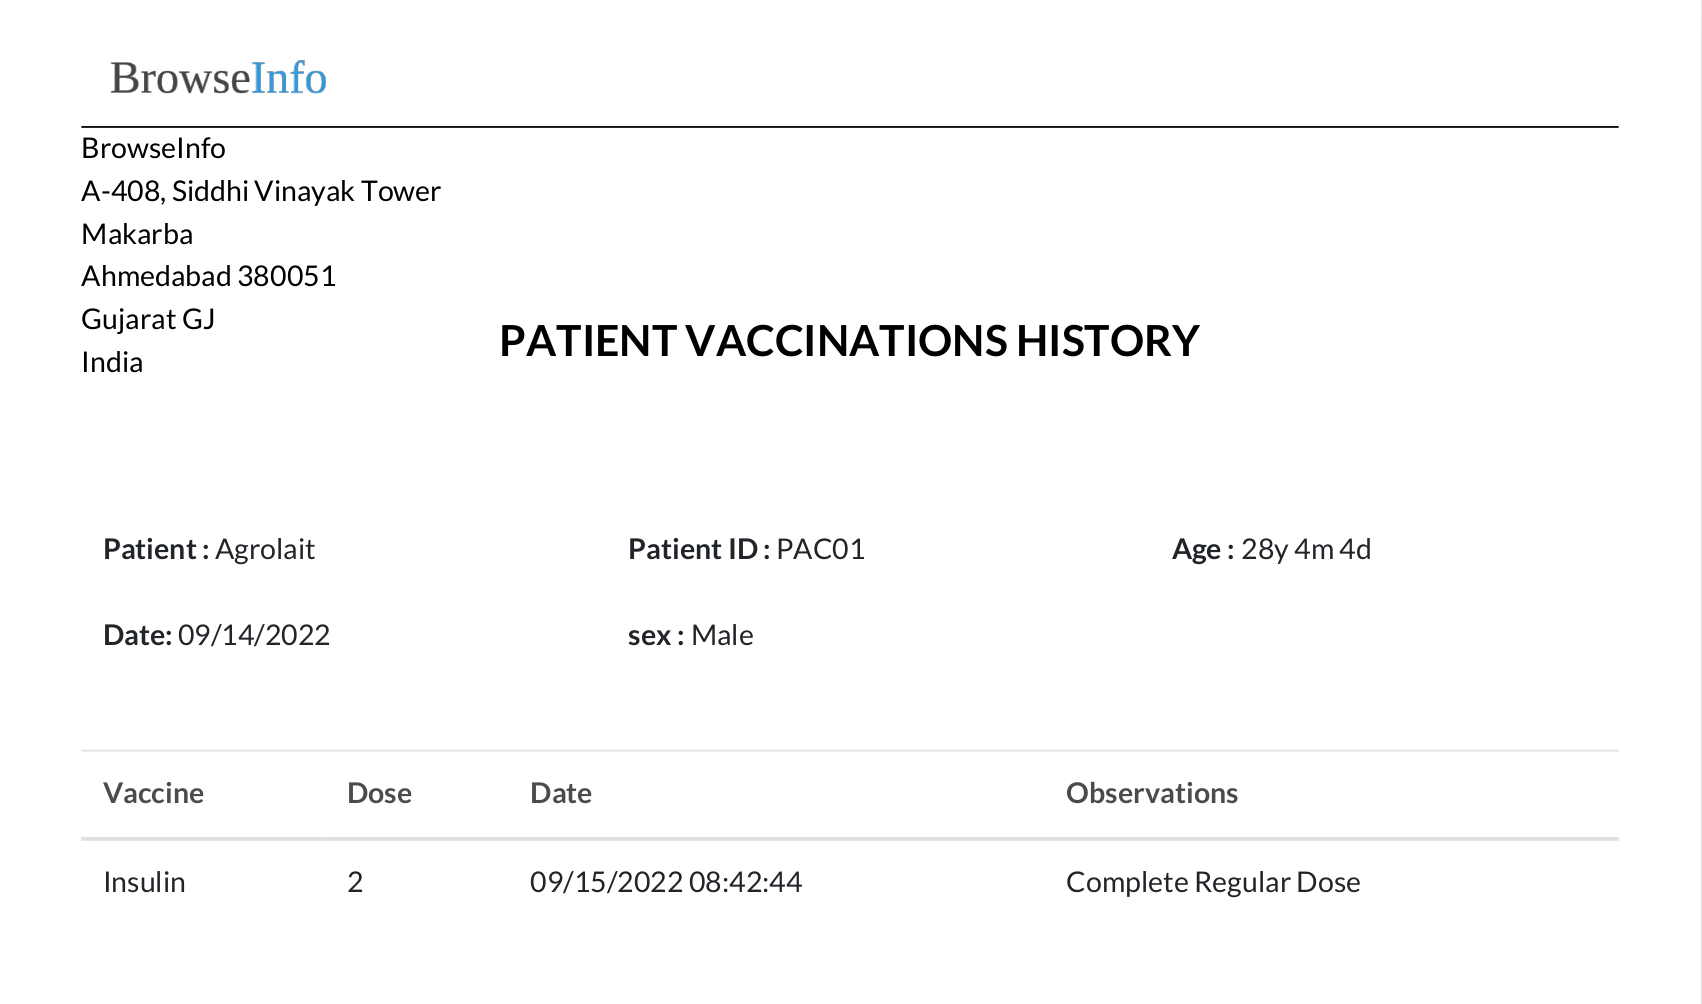 BrowseInfo
BrowseInfo
A-408, Siddhi Vinayak Tower
Makarba
Ahmedabad 380051
Gujarat GJ
India
PATIENT VACCINATIONS HISTORY
Patient : Agrolait Patient ID : PAC01 Age : 28y 4m 4d
Date: 09/14/2022 sex : Male
Vaccine Dose Date Observations
Insulin 2 09/15/2022 08:42:44 Complete Regular Dose